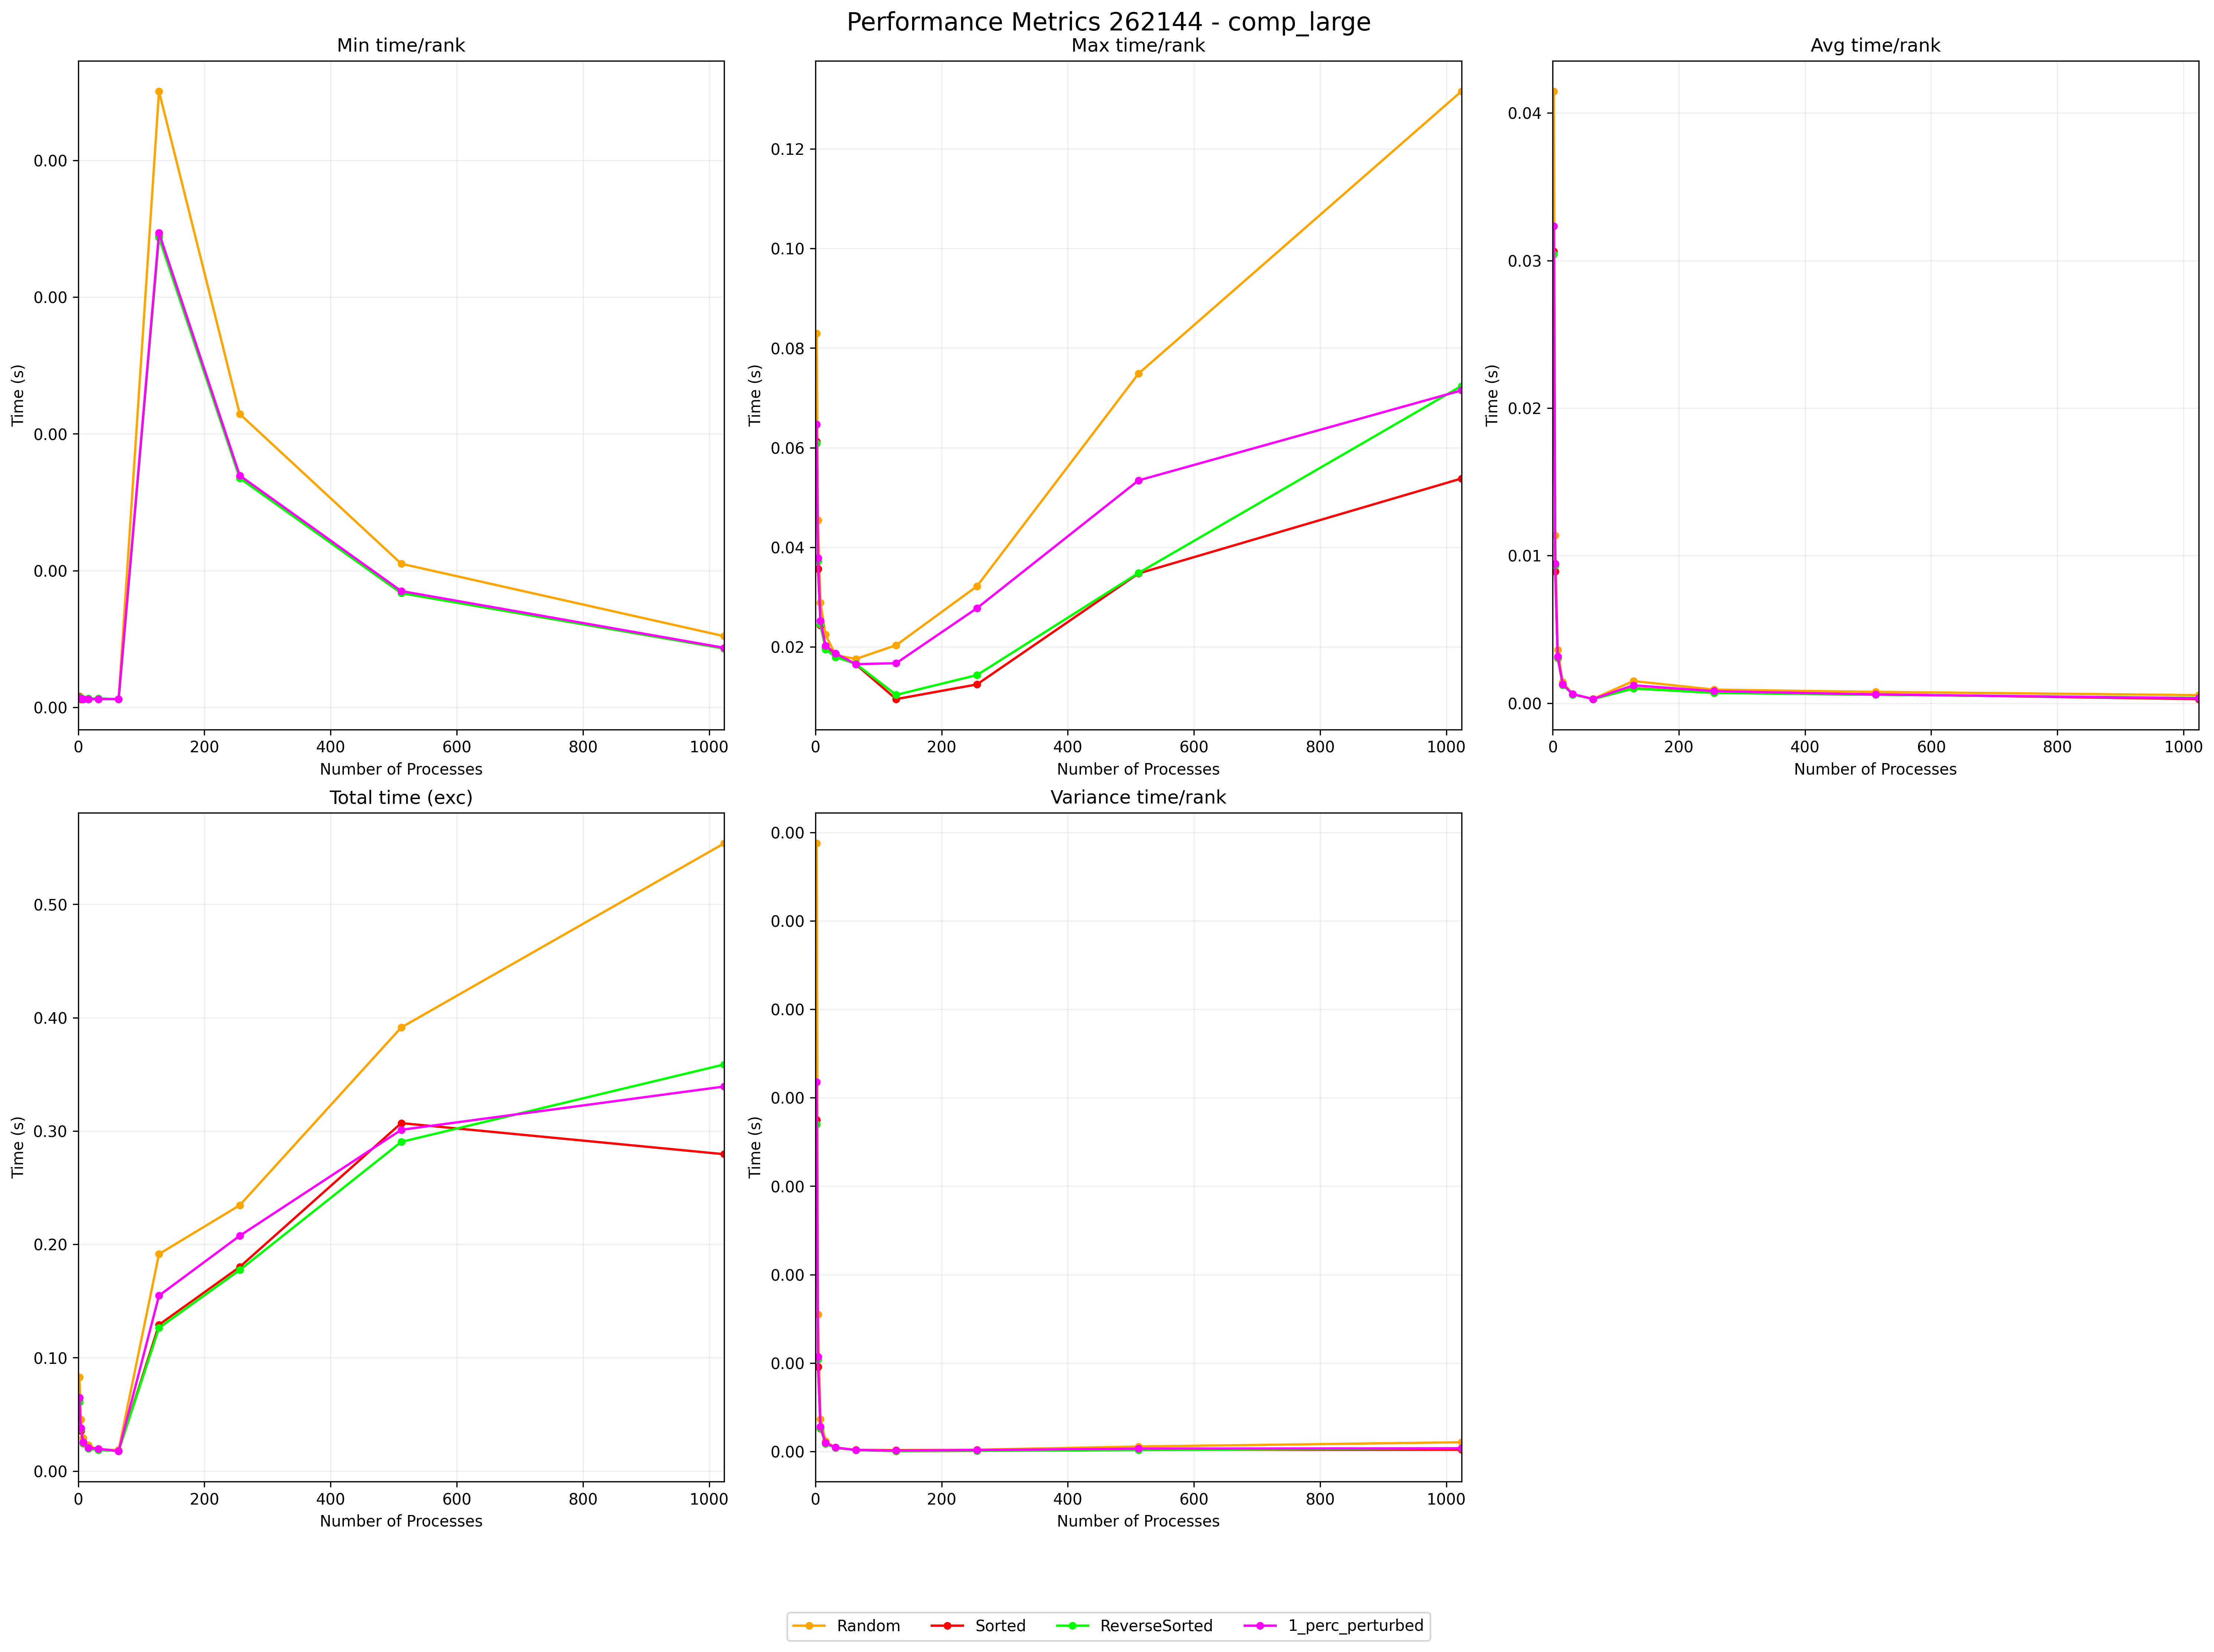 Performance Metrics 262144 - comp_large
Min time/rank
Time (s)
0.00
0.00
0.00
0.00
0.00
0 200 400 600 800 1000
Number of Processes
Max time/rank
Time (s)
0.12
0.10
0.08
0.06
0.04
0.02
0 200 400 600 800 1000
Number of Processes
Avg time/rank
Time (s)
0.04
0.03
0.02
0.01
0.00
0 200 400 600 800 1000
Number of Processes
Total time (exc)
Time (s)
0.50
0.40
0.30
0.20
0.10
0.00
0 200 400 600 800 1000
Number of Processes
Variance time/rank
Time (s)
0.00
0.00
0.00
0.00
0.00
0.00
0.00
0.00
0 200 400 600 800 1000
Number of Processes
Random Sorted ReverseSorted 1_perc_perturbed